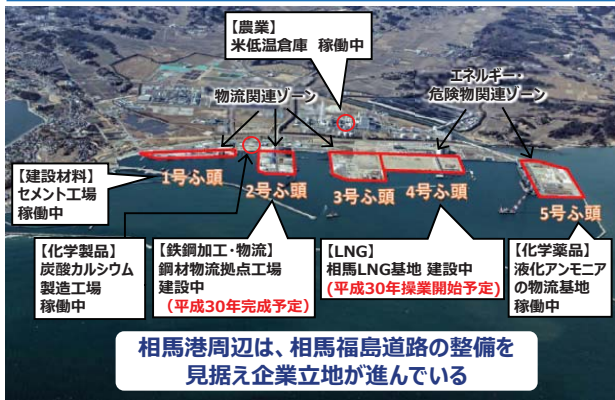 【農業】
米低温倉庫 稼働中
物流関連ゾーン
エネルギー・
危険物関連ゾーン
【建設材料】
セメント工場
稼働中
1号ふ頭
2号ふ頭
3号ふ頭
4号ふ頭
5号ふ頭
【化学製品】
炭酸カルシウム
製造工場
稼働中
【鉄鋼加工・物流】
鋼材物流拠点工場
建設中
（平成30年完成予定）
【LNG】
相馬LNG基地 建設中
(平成30年操業開始予定)
【化学薬品】
液化アンモニア
の物流基地
稼働中
相馬港周辺は、相馬福島道路の整備を
見据え企業立地が進んでいる